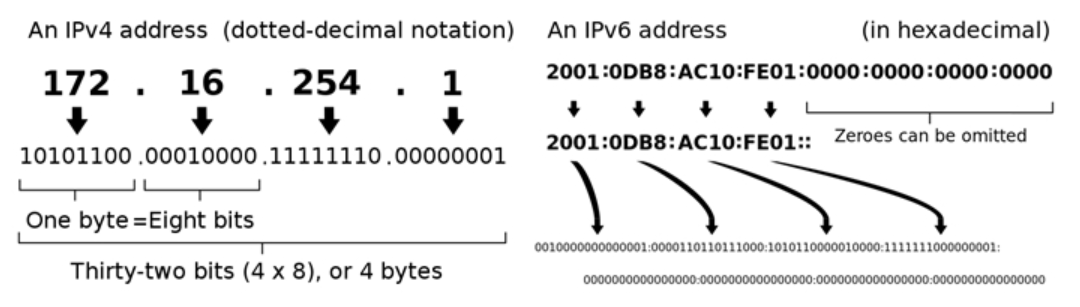 An IPv4 address (dotted-decimal notation)
172 . 16 . 254 . 1
10101100 .00010000 .11111110 .00000001
One byte =Eight bits
Thirty-two bits (4 x 8), or 4 bytes
An IPv6 address (in hexadecimal)
2001:0DB8:AC10:FE01:0000:0000:0000:0000
2001:0DB8:AC10:FE01:: Zeroes can be omitted
0010000000000001:0000110110111000:1010110000010000:1111111000000001:
0000000000000000:0000000000000000:0000000000000000:0000000000000000